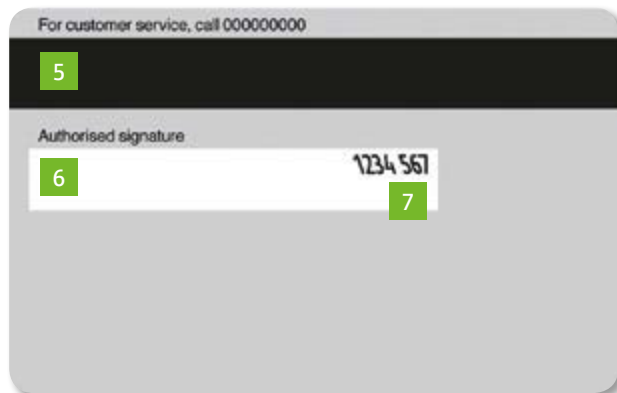 For customer service, call 000000000
5
Authorised signature
6
1234 567
7